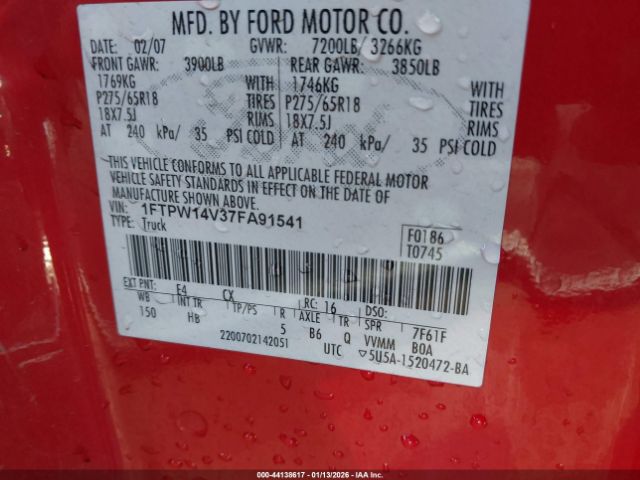 MFD. BY FORD MOTOR CO.
DATE: 02/07 GVWR: 7200LB/ 3266KG
FRONT GAWR: 3900LB REAR GAWR: 3850LB
1769KG WITH 1746KG WITH
P275/65R18 TIRES P275/65R18 TIRES
18X7.5J RIMS 18X7.5J RIMS
AT 240 kPa/ 35 PSI COLD AT 240 kPa/ 35 PSI COLD
THIS VEHICLE CONFORMS TO ALL APPLICABLE FEDERAL MOTOR
VEHICLE SAFETY STANDARDS IN EFFECT ON THE DATE OF
MANUFACTURE SHOWN ABOVE.
VIN: 1FTPW14V37FA91541
TYPE: Truck
F0186
T0745
EXT PNT: E4 CX RC: 16 DSO:
WB INT TR TP/PS R AXLE TR SPR 7F61F
150 HB 5 B6 Q VVMM BOA
2200702142051 UTC ▽5U5A-1520472-BA
000-44138617 - 01/13/2026 - IAA Inc.